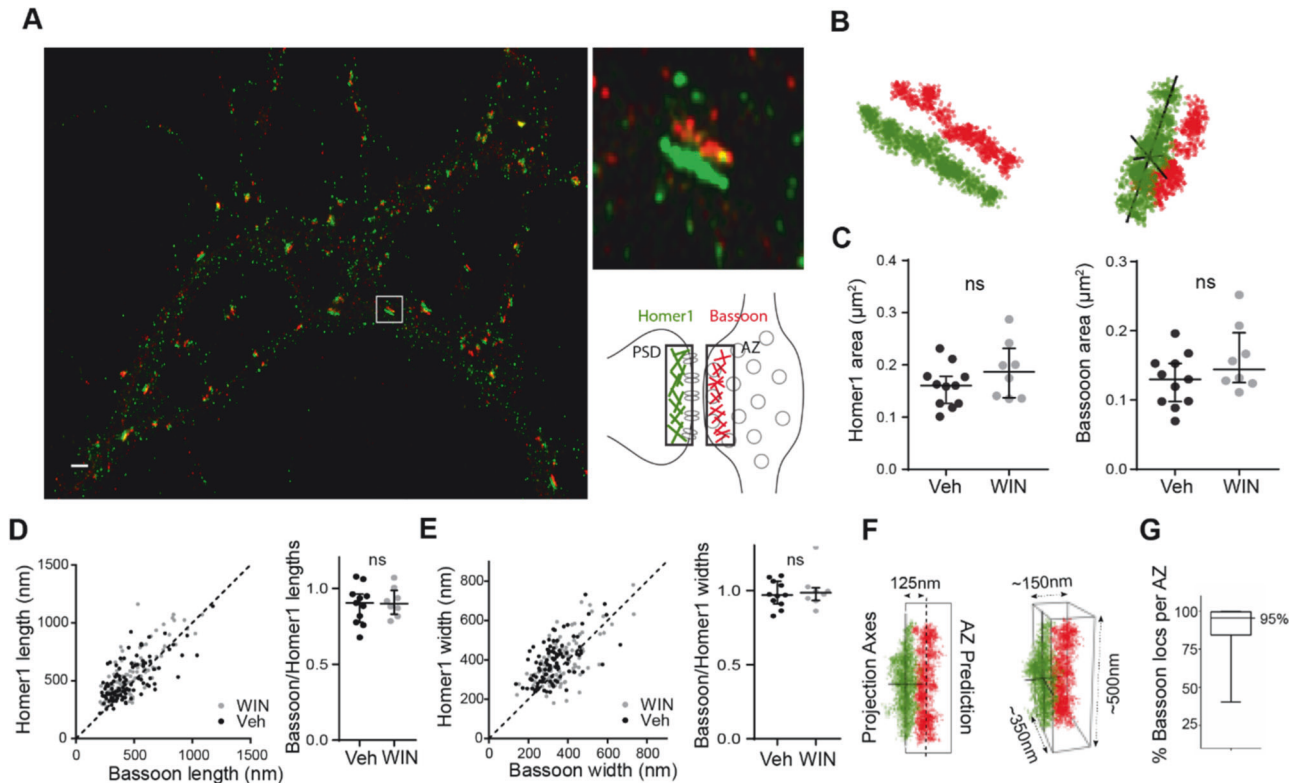 A
Homer1
Bassoon
PSD
AZ
B
C
Homer1 area (µm²)
0.4
0.3
0.2
0.1
0.0
ns
Veh
WIN
Bassooon area (µm²)
0.3
0.2
0.1
0.0
ns
Veh
WIN
D
Homer1 length (nm)
1500
1000
500
0
0
500
1000
1500
Bassoon length (nm)
WIN
Veh
Bassoon/Homer1 lengths
1.0
0.5
0.0
ns
Veh WIN
E
Homer1 width (nm)
800
600
400
200
0
200
400
600
800
Bassoon width (nm)
WIN
Veh
Bassoon/Homer1 widths
1.0
0.5
0.0
ns
Veh WIN
F
Projection Axes
125nm
AZ Prediction
~150nm
~500nm
~350nm
G
% Bassoon locs per AZ
100
75
50
25
95%